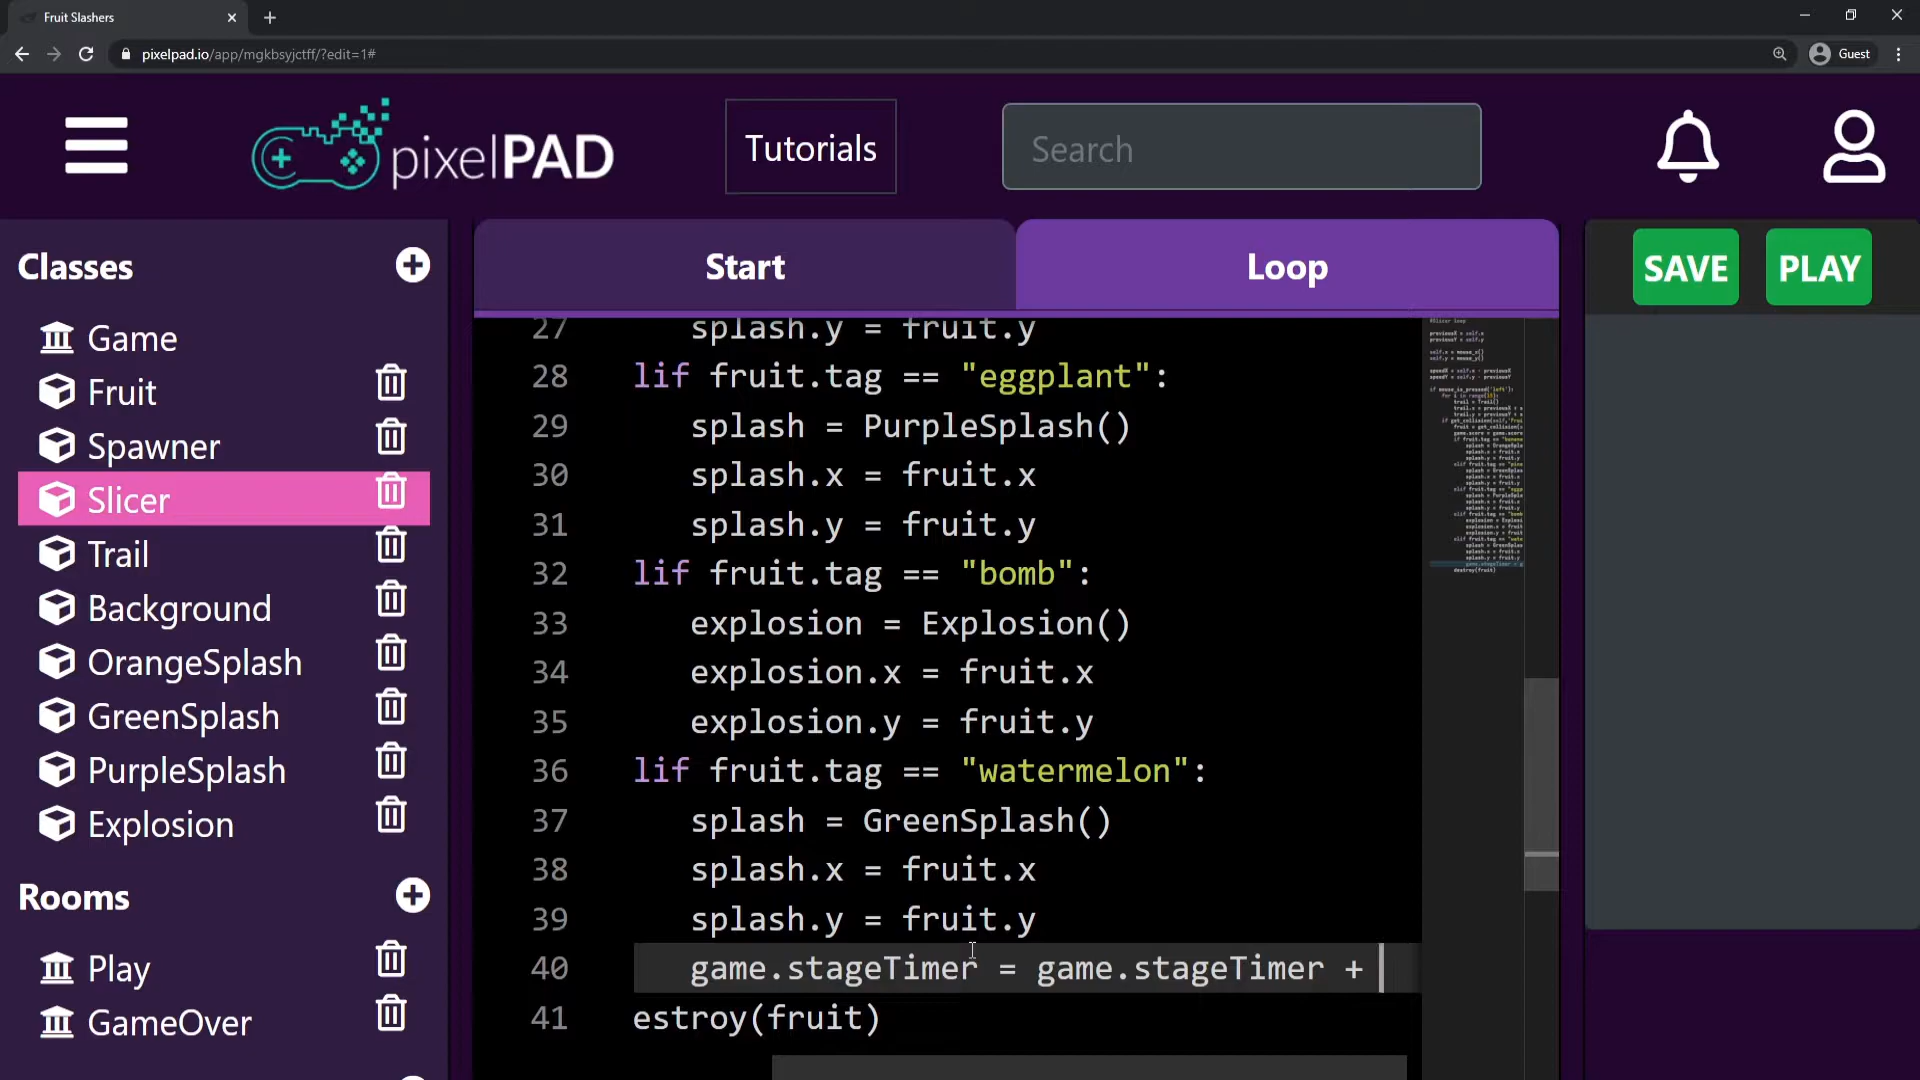 Fruit Slashers
pixelpad.io/app/mgkbsyjctff/?edit=1#
Guest
pixelPAD
Tutorials
Search
Classes
Game
Fruit
Spawner
Slicer
Trail
Background
OrangeSplash
GreenSplash
PurpleSplash
Explosion
Rooms
Play
GameOver
Start
Loop
27 splash.y = fruit.y
28 lif fruit.tag == "eggplant":
29 splash = PurpleSplash()
30 splash.x = fruit.x
31 splash.y = fruit.y
32 lif fruit.tag == "bomb":
33 explosion = Explosion()
34 explosion.x = fruit.x
35 explosion.y = fruit.y
36 lif fruit.tag == "watermelon":
37 splash = GreenSplash()
38 splash.x = fruit.x
39 splash.y = fruit.y
40 game.stageTimer = game.stageTimer +
41 estroy(fruit)
SAVE
PLAY